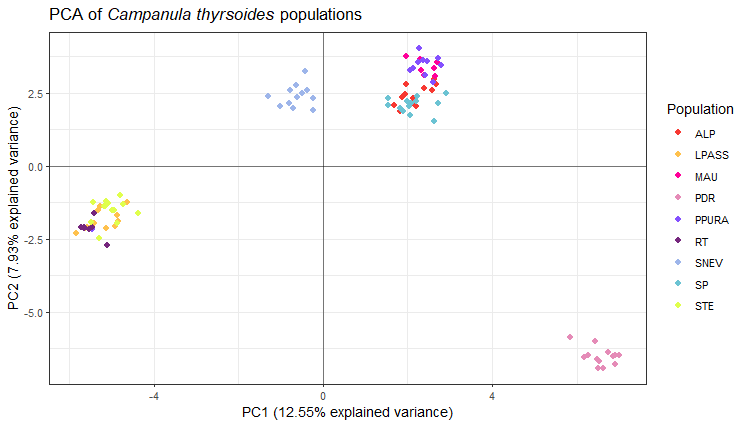 PCA of Campanula thyrsoides populations
PC2 (7.93% explained variance)
2.5
0.0
-2.5
-5.0
-4
0
4
PC1 (12.55% explained variance)
Population
ALP
LPASS
MAU
PDR
PPURA
RT
SNEV
SP
STE